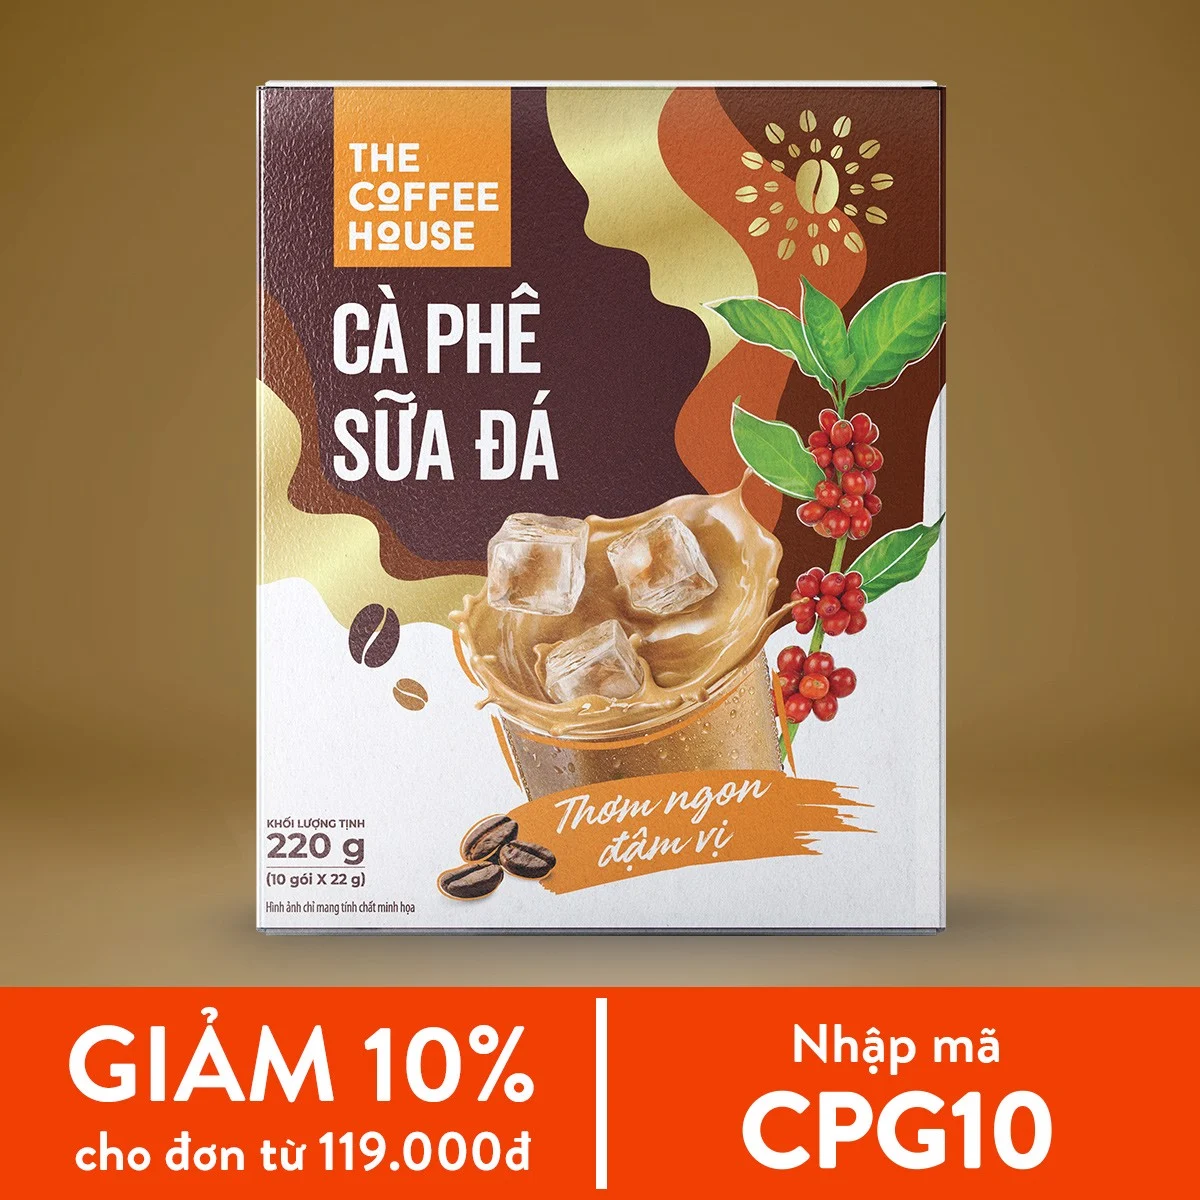 THE
COFFEE
HOUSE
CÀ PHÊ
SỮA ĐÁ
Thơm ngon
đậm vị
KHỐI LƯỢNG TỊNH
220 g
(10 gói X 22 g)
Hình ảnh chỉ mang tính chất minh họa
GIẢM 10%
cho đơn từ 119.000đ
Nhập mã
CPG10